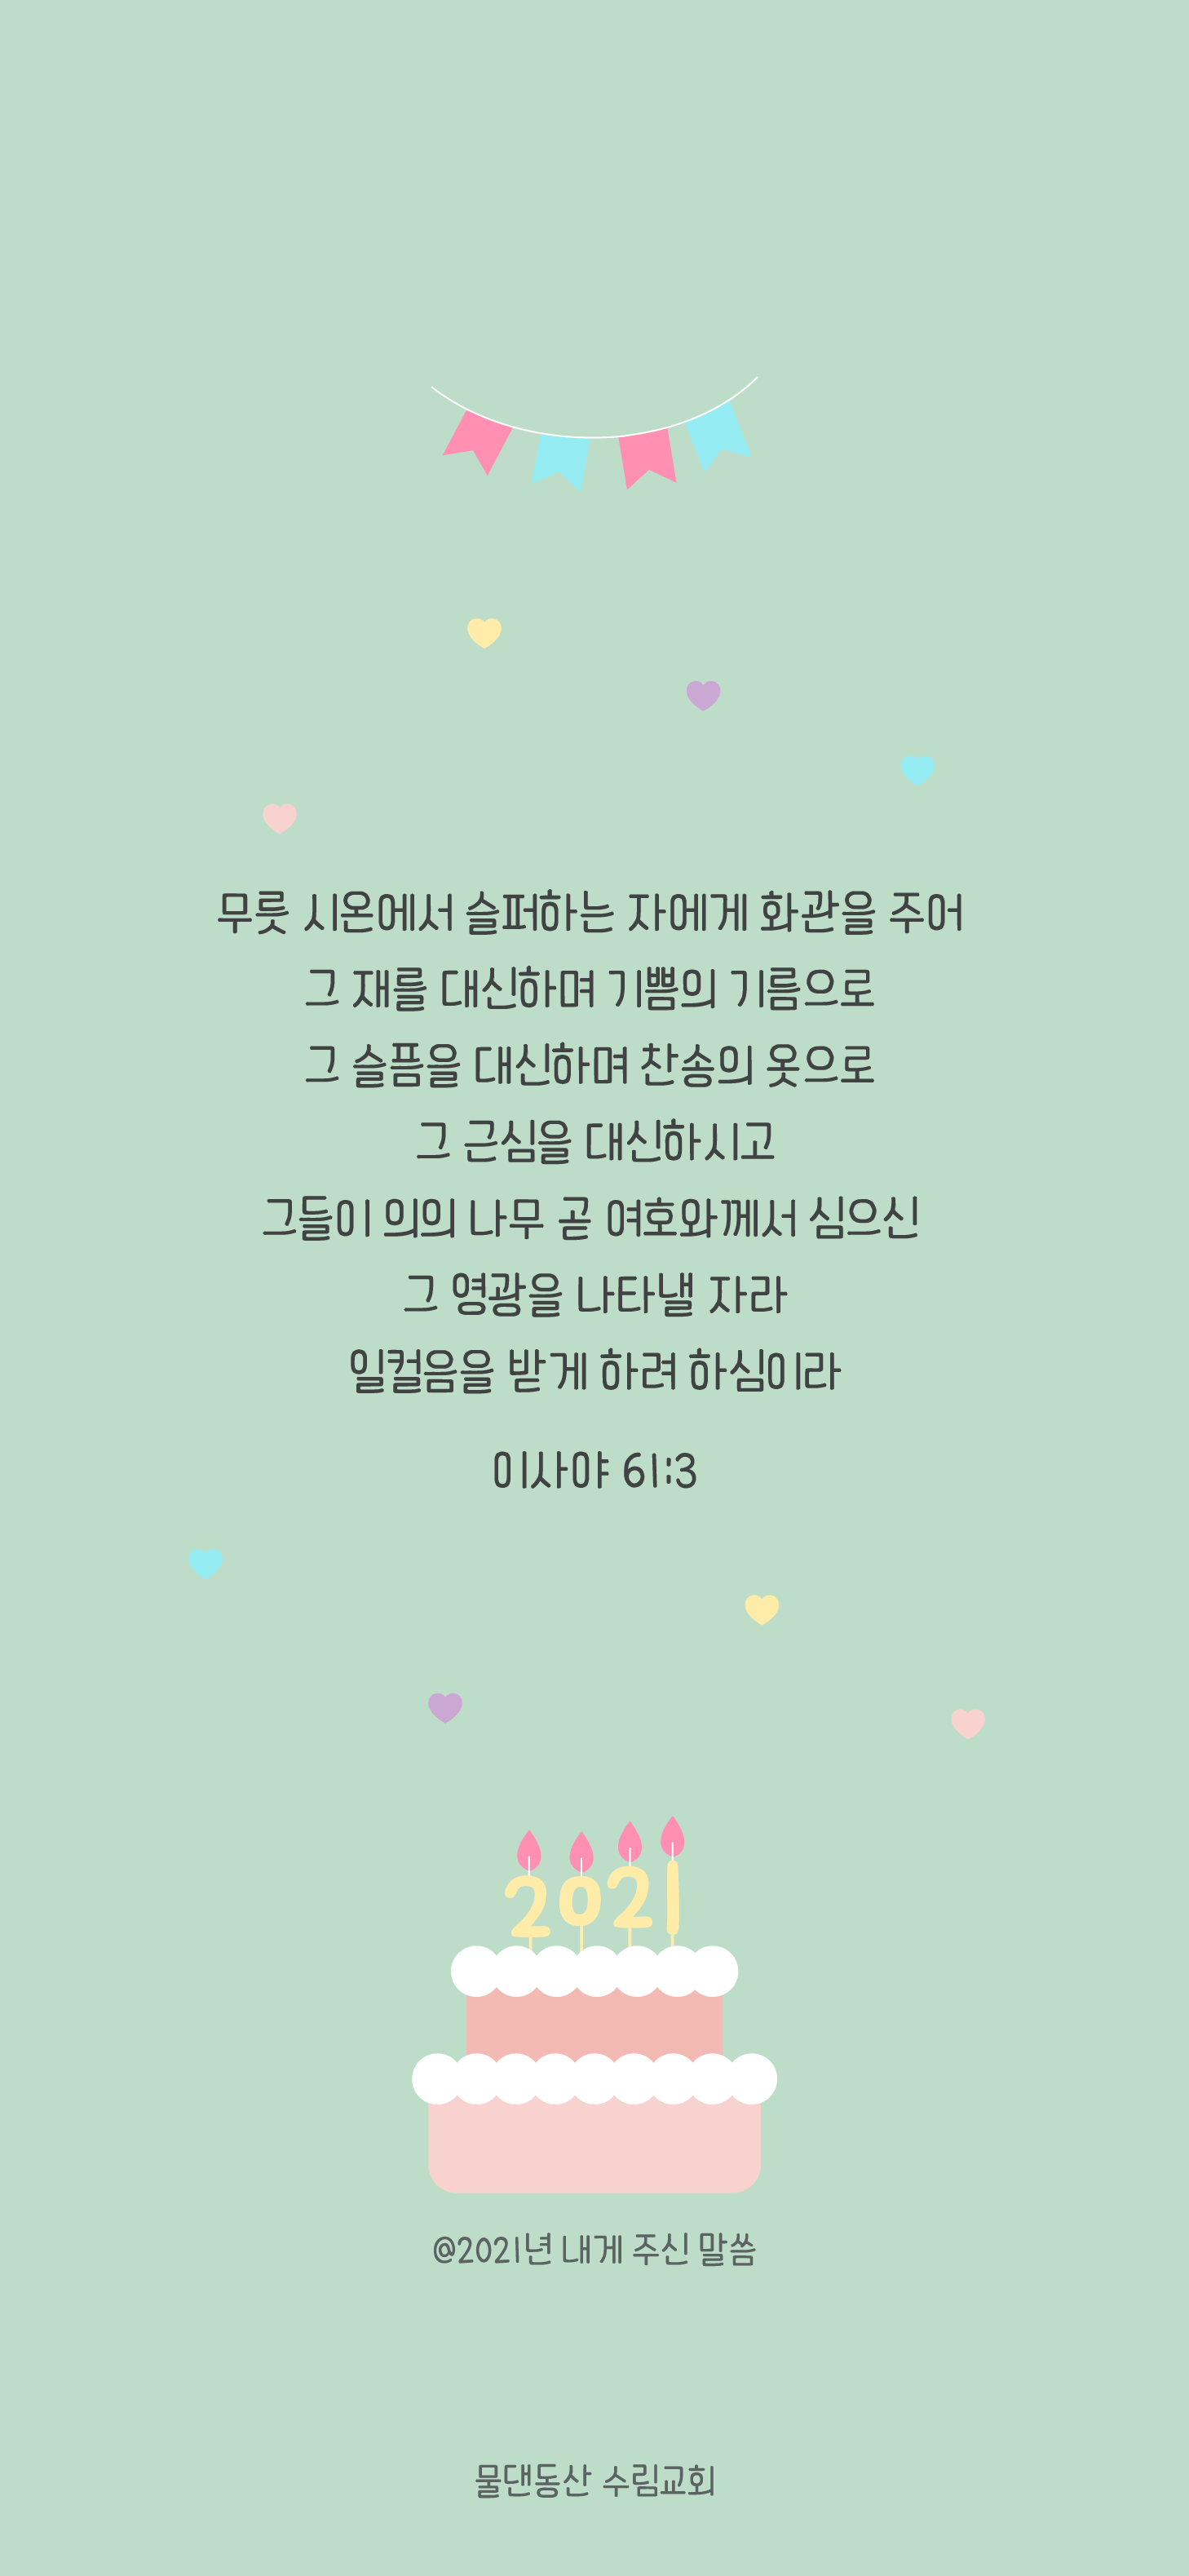 무릇 시온에서 슬퍼하는 자에게 화관을 주어
그 재를 대신하며 기쁨의 기름으로
그 슬픔을 대신하며 찬송의 옷으로
그 근심을 대신하시고
그들이 의의 나무 곧 여호와께서 심으신
그 영광을 나타낼 자라
일컬음을 받게 하려 하심이라
이사야 61:3
2021
@2021년 내게 주신 말씀
물댄동산 수림교회